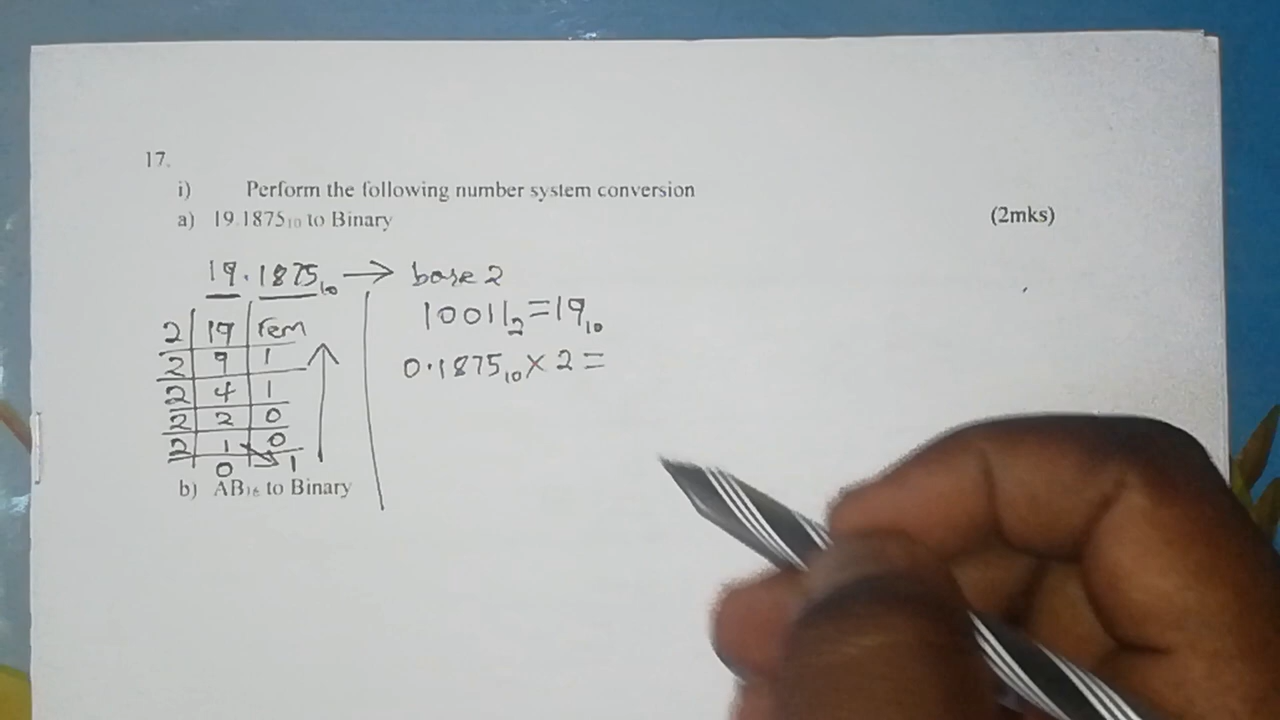 17.
i) Perform the following number system conversion
a) 19.1875₁₀ to Binary (2mks)
19.1875₁₀ → base 2
2 | 19 | rem
2 | 9 | 1
2 | 4 | 1
2 | 2 | 0
2 | 1 | 0
0 1
10011₂=19₁₀
0.1875₁₀ × 2 =
b) AB₁₆ to Binary